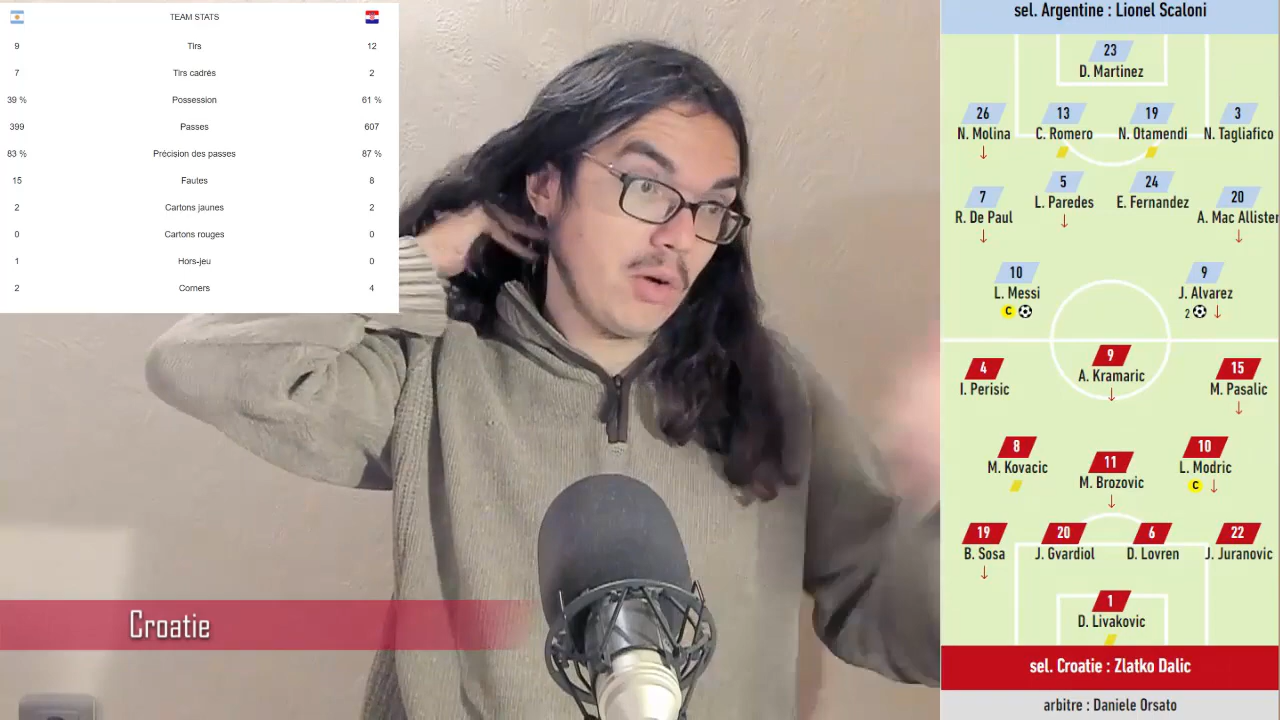 TEAM STATS
9 Tirs 12
7 Tirs cadrés 2
39 % Possession 61 %
399 Passes 607
83 % Précision des passes 87 %
15 Fautes 8
2 Cartons jaunes 2
0 Cartons rouges 0
1 Hors-jeu 0
2 Corners 4
Croatie
sel. Argentine : Lionel Scaloni
23
D. Martinez
26 13 19 3
N. Molina C. Romero N. Otamendi N. Tagliafico
7 5 24 20
R. De Paul L. Paredes E. Fernandez A. Mac Allister
10 9
L. Messi J. Alvarez
C 2
4 9 15
I. Perisic A. Kramaric M. Pasalic
8 11 10
M. Kovacic M. Brozovic L. Modric
C
19 20 6 22
B. Sosa J. Gvardiol D. Lovren J. Juranovic
1
D. Livakovic
sel. Croatie : Zlatko Dalic
arbitre : Daniele Orsato